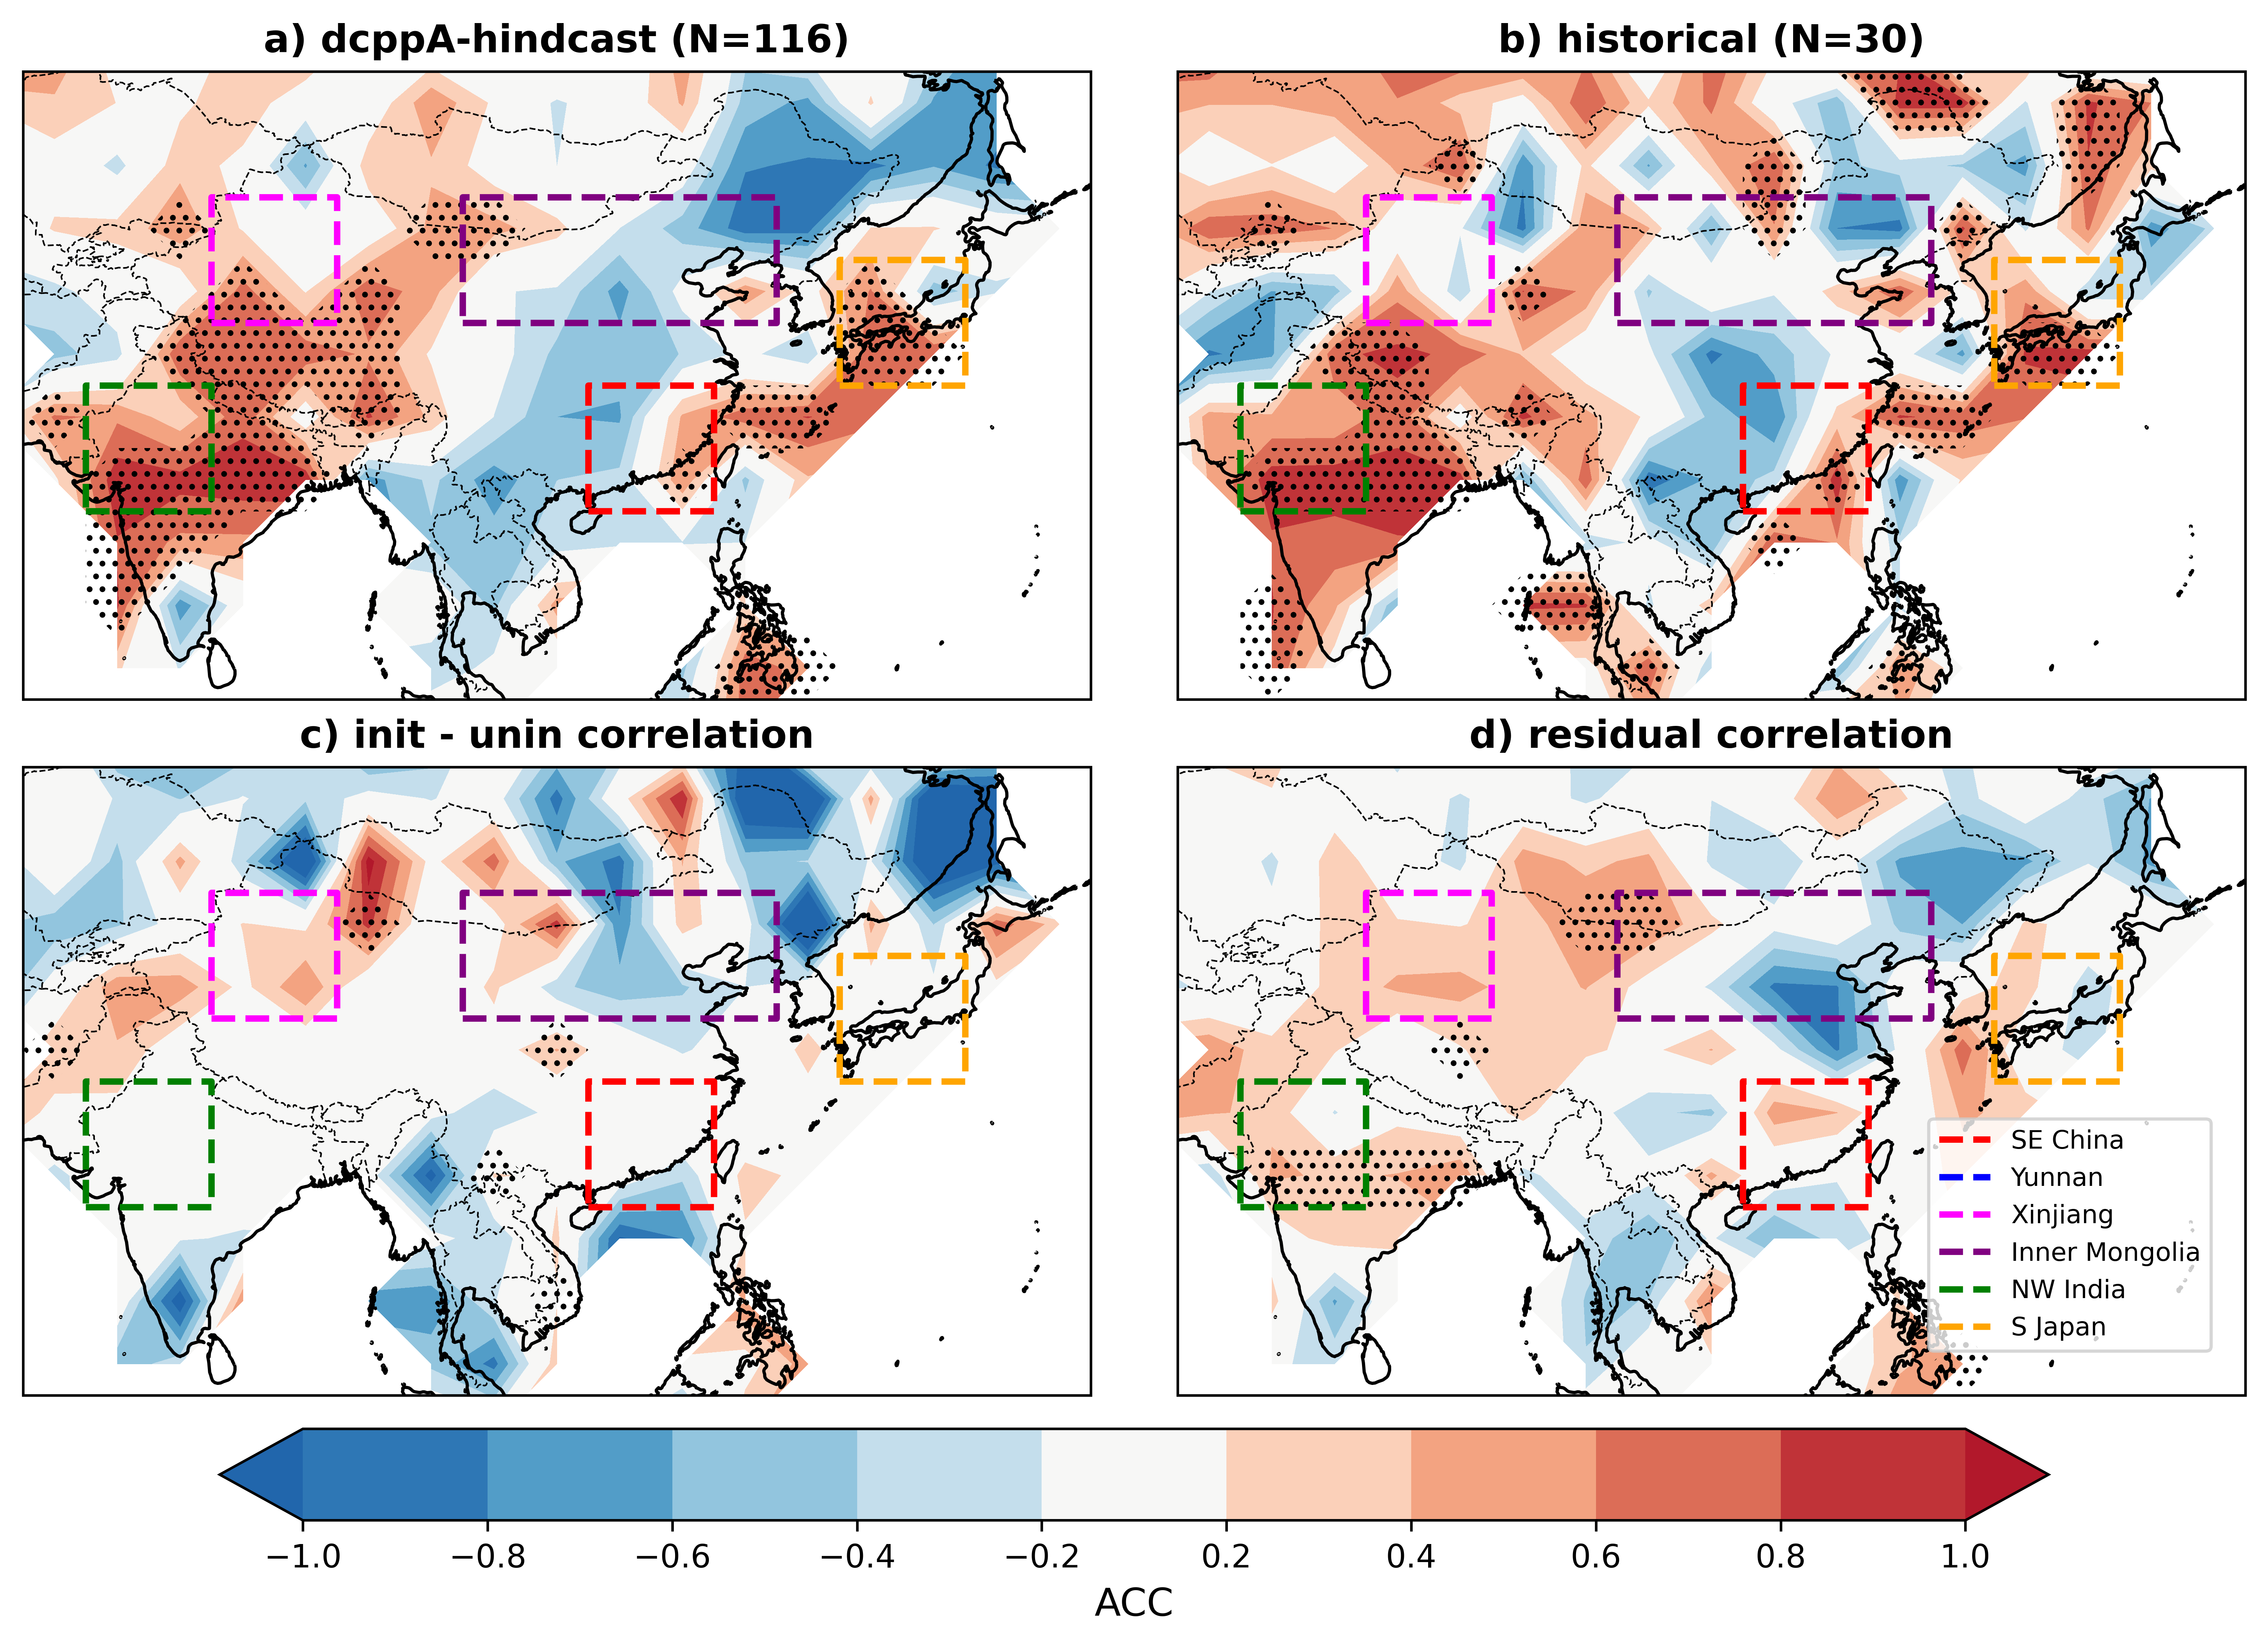 a) dcppA-hindcast (N=116)
b) historical (N=30)
c) init - unin correlation
d) residual correlation
SE China
Yunnan
Xinjiang
Inner Mongolia
NW India
S Japan
−1.0 −0.8 −0.6 −0.4 −0.2 0.2 0.4 0.6 0.8 1.0
ACC